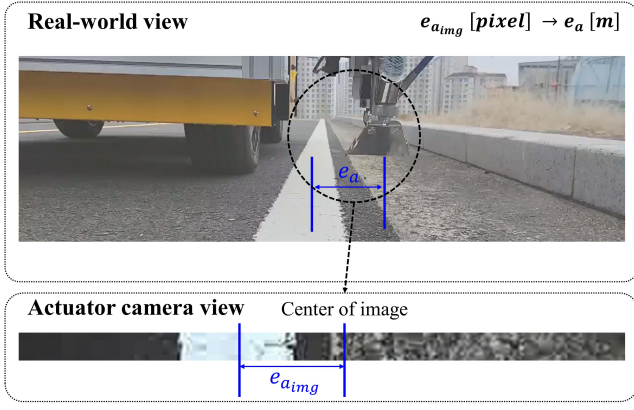 Real-world view
e_{a_{img}} [pixel] → e_a [m]
e_a
Actuator camera view
Center of image
e_{a_{img}}